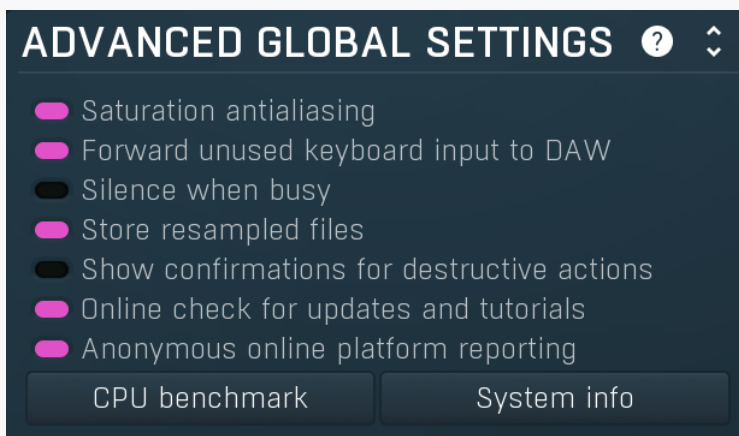 ADVANCED GLOBAL SETTINGS ?
Saturation antialiasing
Forward unused keyboard input to DAW
Silence when busy
Store resampled files
Show confirmations for destructive actions
Online check for updates and tutorials
Anonymous online platform reporting
CPU benchmark System info